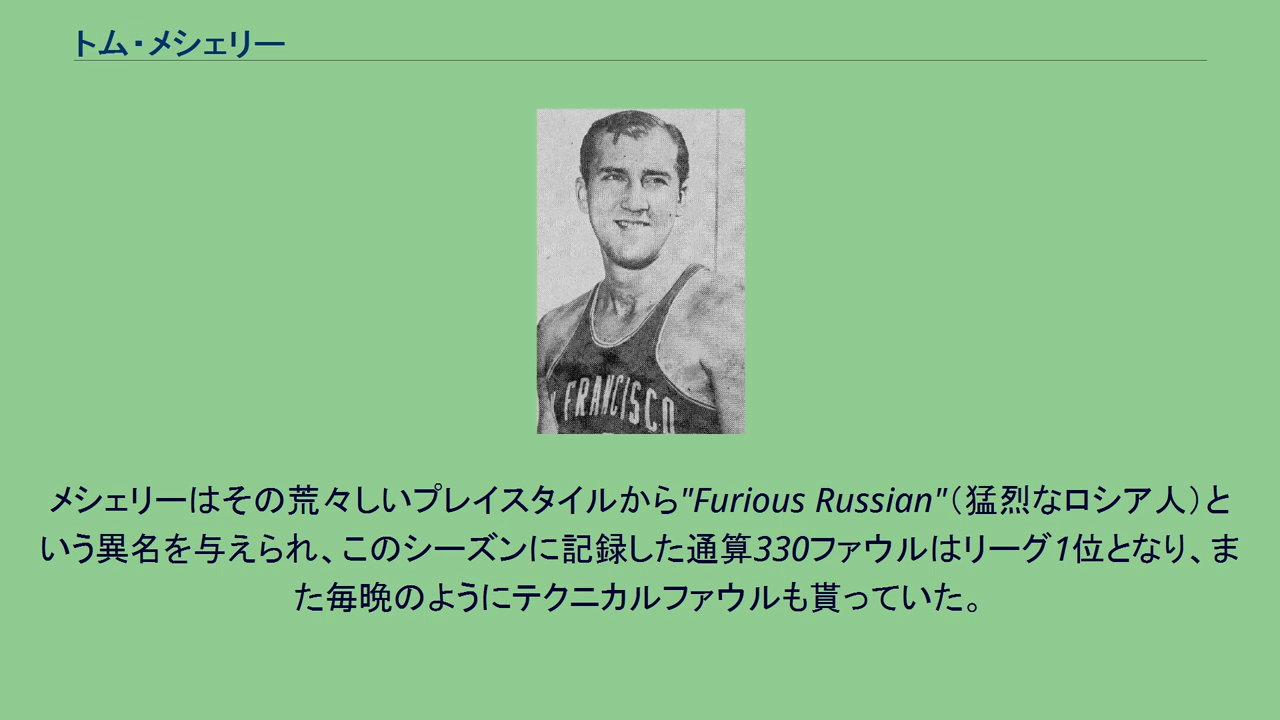 トム・メシェリー
FRANCISCO
メシェリーはその荒々しいプレイスタイルから"Furious Russian"(猛烈なロシア人)と
いう異名を与えられ、このシーズンに記録した通算330ファウルはリーグ1位となり、ま
た毎晩のようにテクニカルファウルも貰っていた。